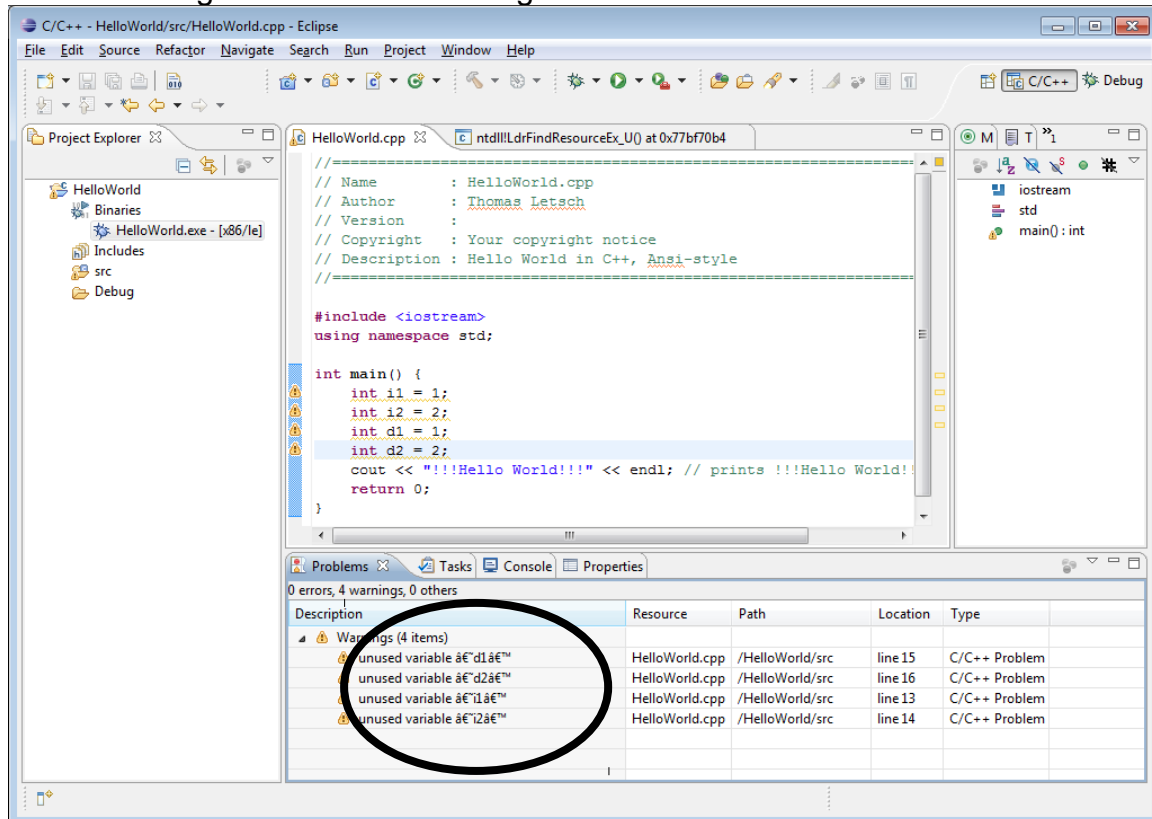 C/C++ - HelloWorld/src/HelloWorld.cpp - Eclipse
File Edit Source Refactor Navigate Search Run Project Window Help
C/C++ Debug
Project Explorer
HelloWorld.cpp ntdll!LdrFindResourceEx_U() at 0x77bf70b4
M T »1
HelloWorld
Binaries
HelloWorld.exe - [x86/le]
Includes
src
Debug
//====================================================================
// Name : HelloWorld.cpp
// Author : Thomas Letsch
// Version :
// Copyright : Your copyright notice
// Description : Hello World in C++, Ansi-style
//====================================================================
#include <iostream>
using namespace std;
int main() {
int i1 = 1;
int i2 = 2;
int d1 = 1;
int d2 = 2;
cout << "!!!Hello World!!!" << endl; // prints !!!Hello World!!
return 0;
}
iostream
std
main() : int
Problems Tasks Console Properties
0 errors, 4 warnings, 0 others
Description Resource Path Location Type
Warnings (4 items)
unused variable â€˜d1â€™ HelloWorld.cpp /HelloWorld/src line 15 C/C++ Problem
unused variable â€˜d2â€™ HelloWorld.cpp /HelloWorld/src line 16 C/C++ Problem
unused variable â€˜i1â€™ HelloWorld.cpp /HelloWorld/src line 13 C/C++ Problem
unused variable â€˜i2â€™ HelloWorld.cpp /HelloWorld/src line 14 C/C++ Problem